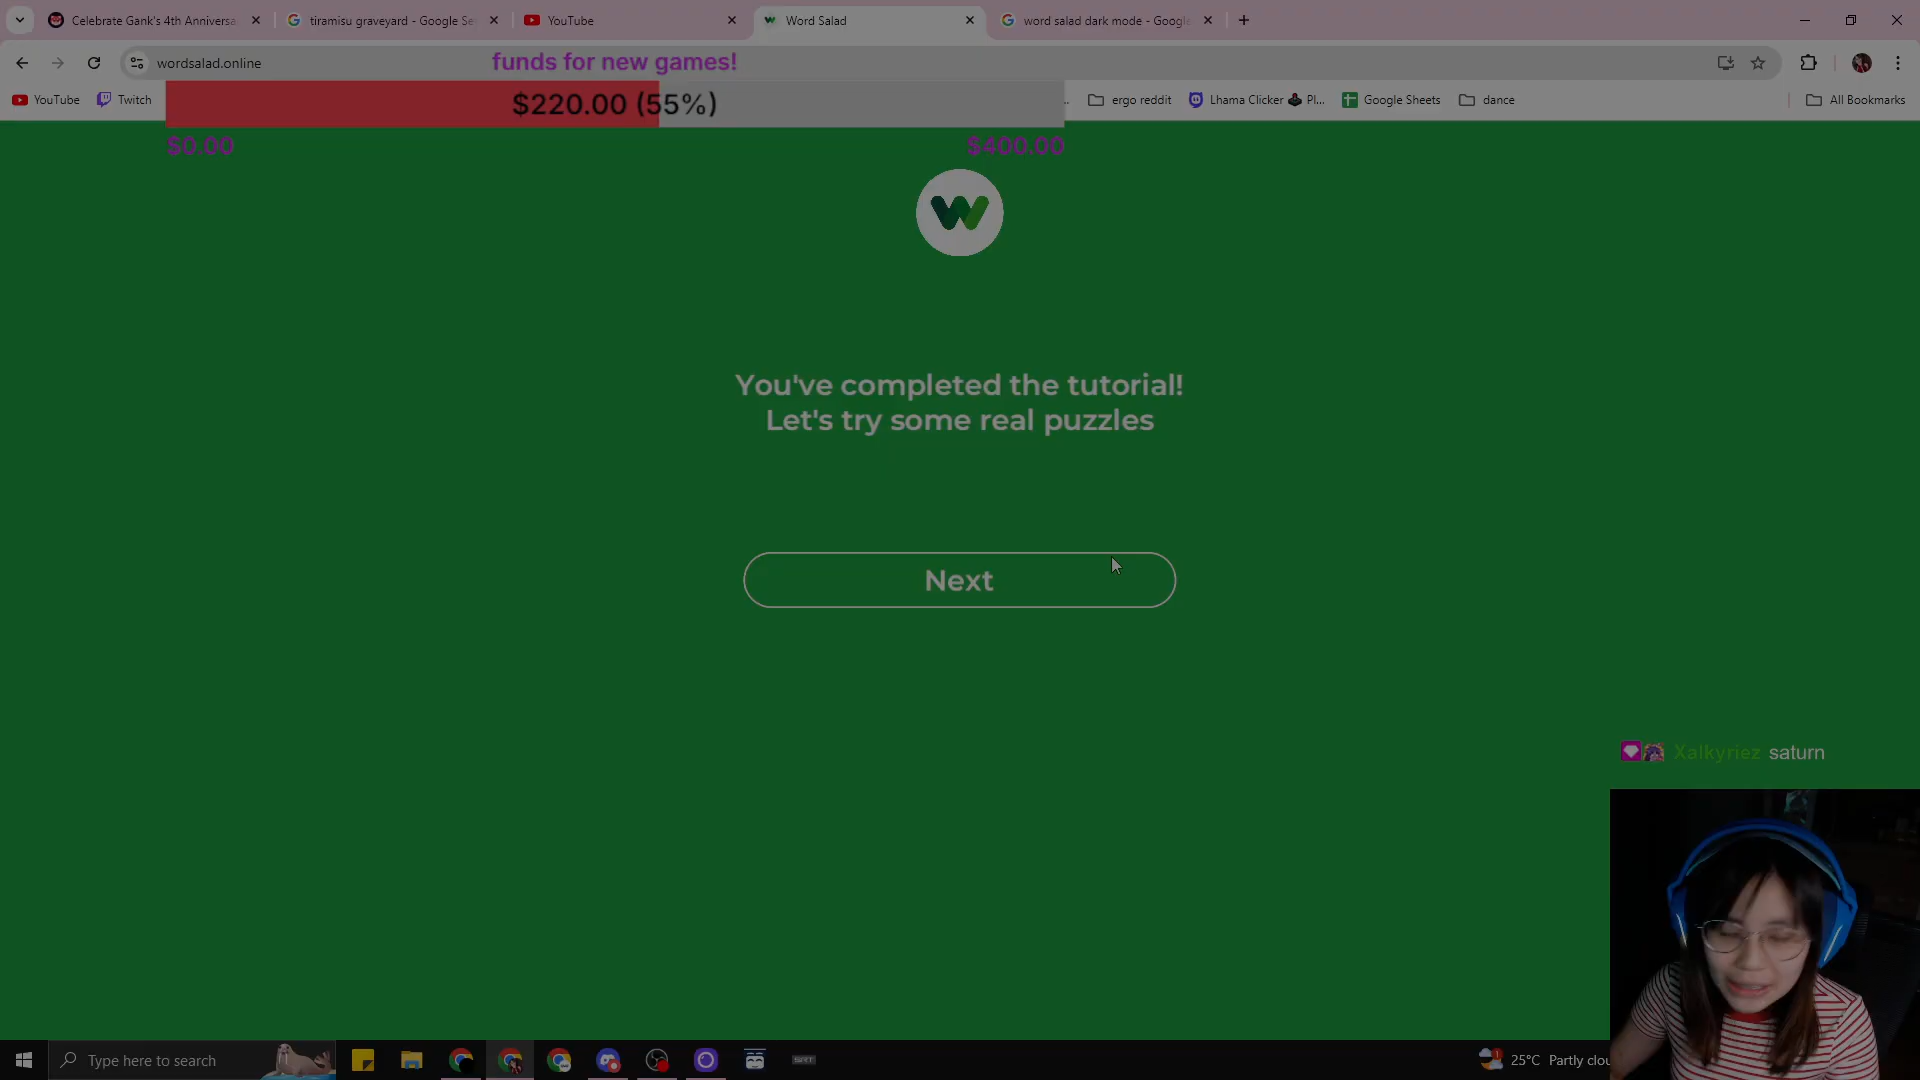 Celebrate Gank's 4th Anniversa
tiramisu graveyard - Google Se
YouTube
Word Salad
word salad dark mode - Google
wordsalad.online
funds for new games!
YouTube
Twitch
$220.00 (55%)
ergo reddit
Lhama Clicker
Pl...
Google Sheets
dance
All Bookmarks
$0.00
$400.00
You've completed the tutorial!
Let's try some real puzzles
Next
Xalkyriez saturn
Type here to search
25°C Partly clou